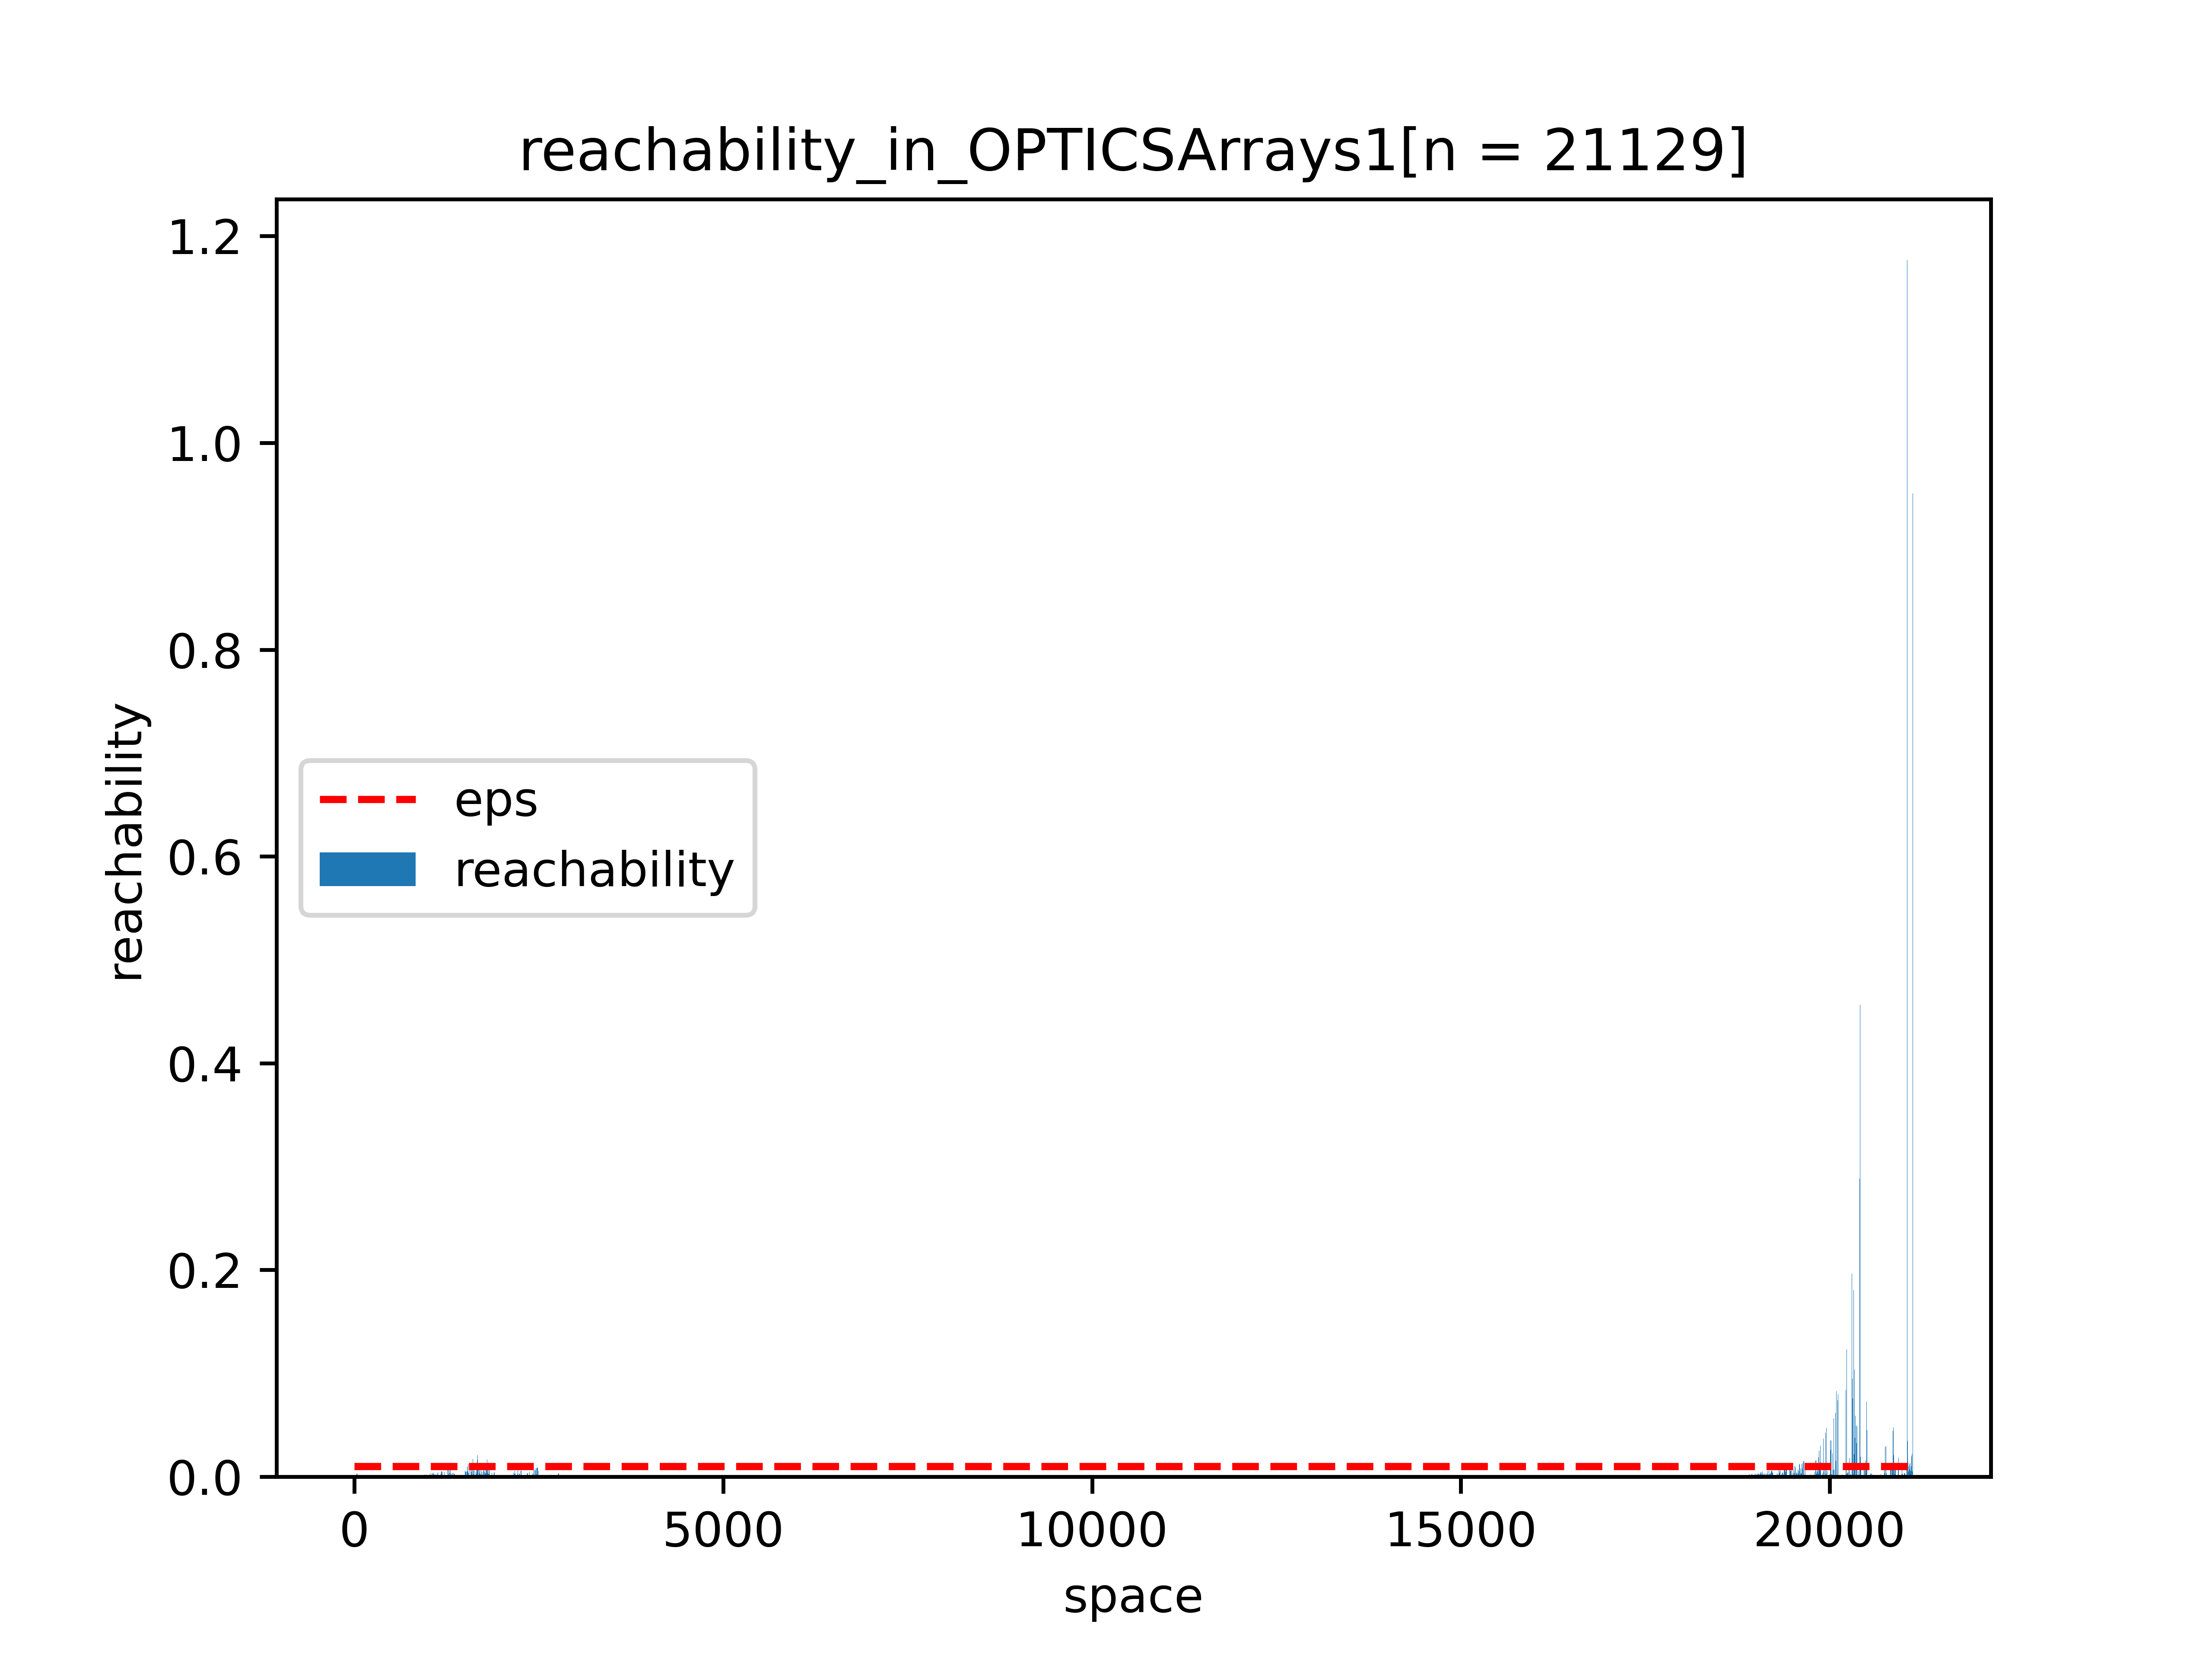 reachability_in_OPTICSArrays1[n = 21129]
1.2
1.0
0.8
0.6
0.4
0.2
0.0
reachability
eps
reachability
0 5000 10000 15000 20000
space